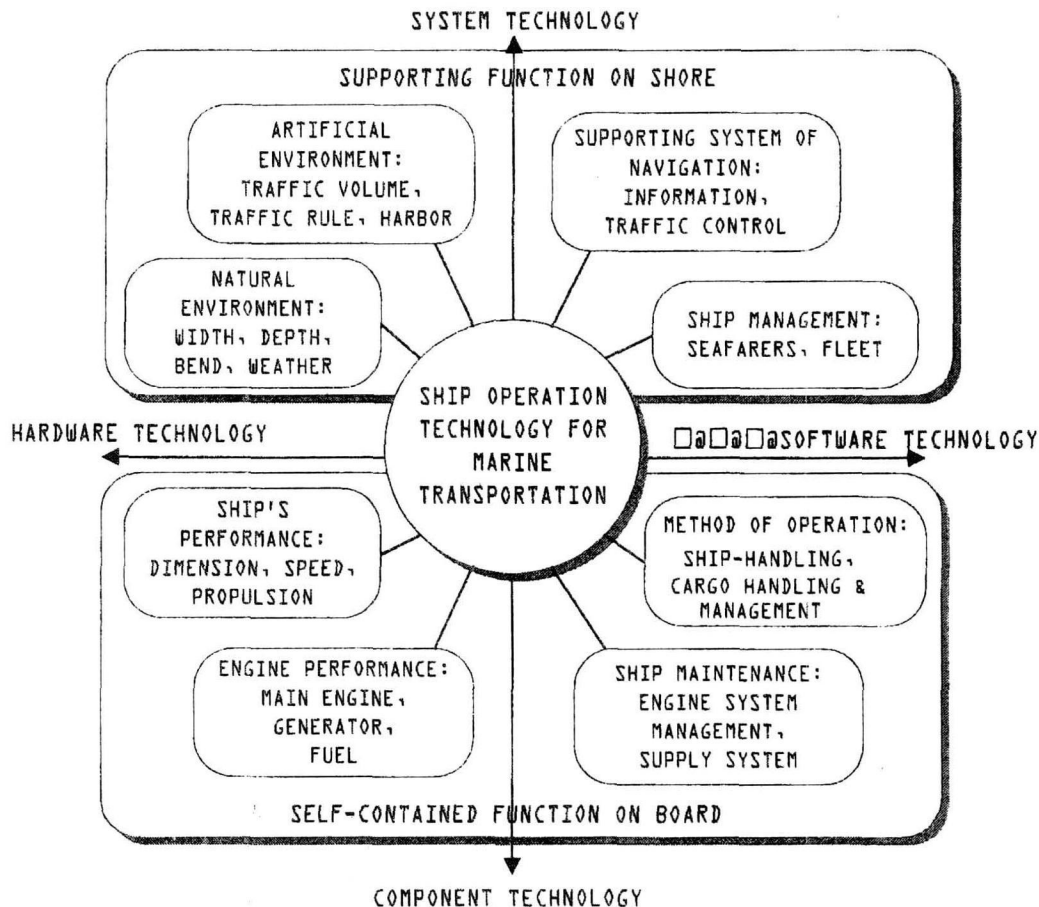 SYSTEM TECHNOLOGY
SUPPORTING FUNCTION ON SHORE
ARTIFICIAL
ENVIRONMENT:
TRAFFIC VOLUME,
TRAFFIC RULE, HARBOR
SUPPORTING SYSTEM OF
NAVIGATION:
INFORMATION,
TRAFFIC CONTROL
NATURAL
ENVIRONMENT:
WIDTH, DEPTH,
BEND, WEATHER
SHIP MANAGEMENT:
SEAFARERS, FLEET
SHIP OPERATION
TECHNOLOGY FOR
MARINE
TRANSPORTATION
HARDWARE TECHNOLOGY
□@□@□@SOFTWARE TECHNOLOGY
SHIP'S
PERFORMANCE:
DIMENSION, SPEED,
PROPULSION
METHOD OF OPERATION:
SHIP-HANDLING,
CARGO HANDLING &
MANAGEMENT
ENGINE PERFORMANCE:
MAIN ENGINE,
GENERATOR,
FUEL
SHIP MAINTENANCE:
ENGINE SYSTEM
MANAGEMENT,
SUPPLY SYSTEM
SELF-CONTAINED FUNCTION ON BOARD
COMPONENT TECHNOLOGY